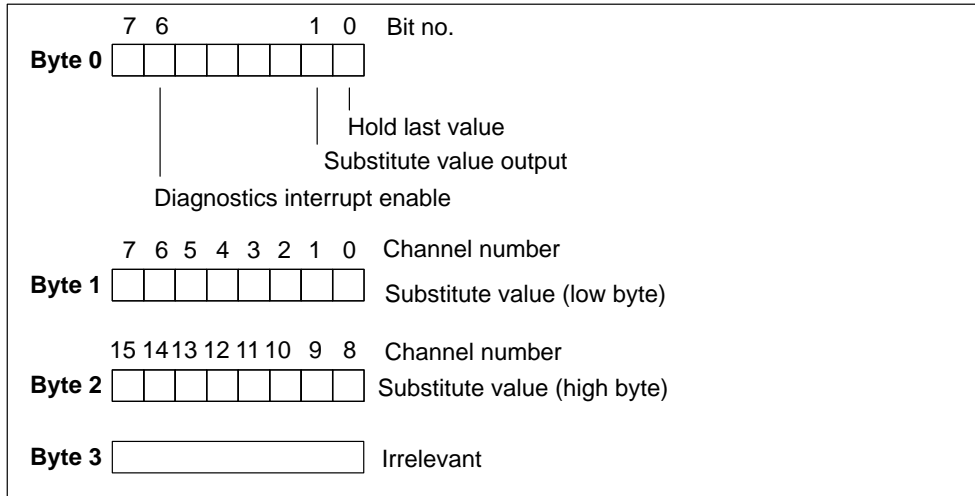 7 6 1 0 Bit no.
Byte 0
Hold last value
Substitute value output
Diagnostics interrupt enable
7 6 5 4 3 2 1 0 Channel number
Byte 1 Substitute value (low byte)
15 14 13 12 11 10 9 8 Channel number
Byte 2 Substitute value (high byte)
Byte 3 Irrelevant